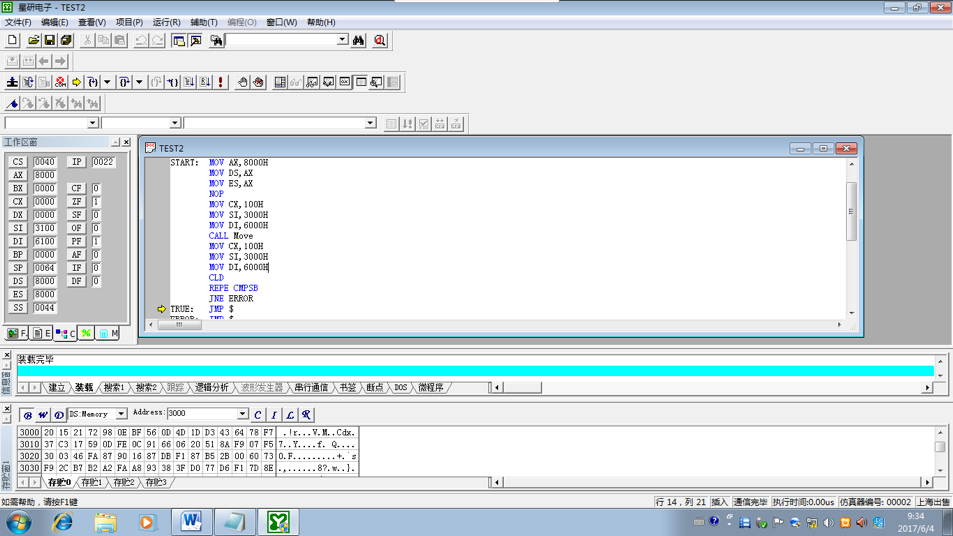 星研电子 - TEST2
文件(F) 编辑(E) 查看(V) 项目(P) 运行(R) 辅助(T) 编程(O) 窗口(W) 帮助(H)
工作区窗
CS 0040 IP 0022
AX 8000
BX 0000 CF 0
CX 0000 ZF 1
DX 0000 SF 0
SI 3100 OF 0
DI 6100 PF 1
BP 0000 AF 0
SP 0064 IF 0
DS 8000 DF 0
ES 8000
SS 0044
F. E C % M
TEST2
START: MOV AX,8000H
MOV DS,AX
MOV ES,AX
NOP
MOV CX,100H
MOV SI,3000H
MOV DI,6000H
CALL Move
MOV CX,100H
MOV SI,3000H
MOV DI,6000H
CLD
REPE CMPSB
JNE ERROR
TRUE: JMP $
ERROR: JMP $
装载完毕
建立 装载 搜索1 搜索2 跟踪 逻辑分析 波形发生器 串行通信 书签 断点 DOS 微程序
B W D DS:Memory Address: 3000 C I L R
3000 20 15 21 72 98 0E BF 56 0D 4D 1D D3 43 64 78 F7 .!r...V.M..Cdx.
3010 37 C3 17 59 0D FE 0C 91 66 06 20 51 8A F9 07 F5 7..Y....f. Q....
3020 30 03 46 FA 87 90 16 87 DB F1 87 B5 2B 00 60 73 0.F.........+.`s
3030 F9 2C B7 B2 A2 FA A8 93 38 3F D0 77 D6 F1 7D 8E .,......8?.w..}.
存贮0 存贮1 存贮2 存贮3
如需帮助，请按F1键 行 14, 列 21 插入 通信完毕 执行时间:0.00us 仿真器编号: 00002 上海出售
9:34
2017/6/4